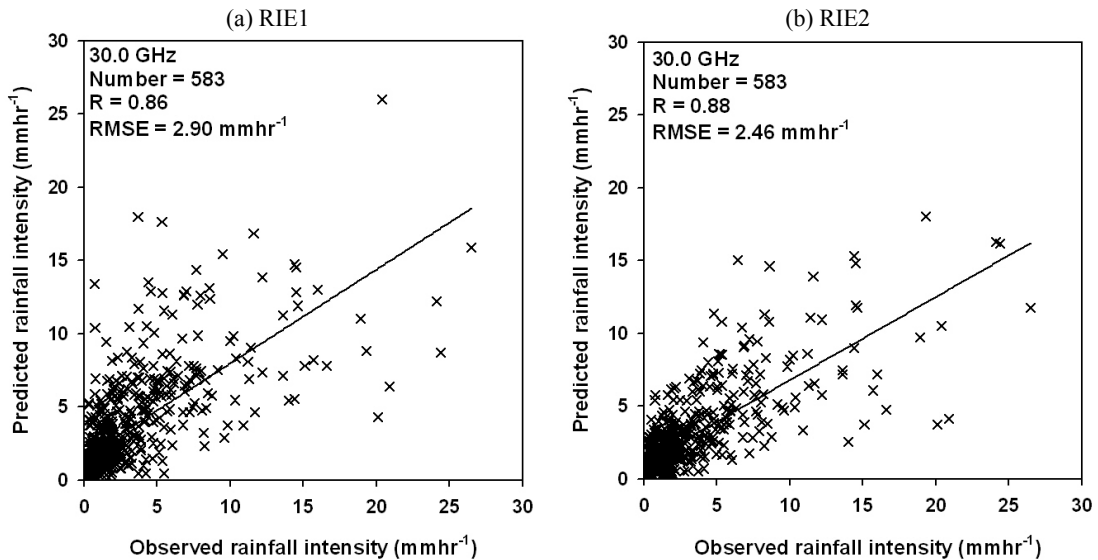 (a) RIE1
30.0 GHz
Number = 583
R = 0.86
RMSE = 2.90 mmhr⁻¹
Predicted rainfall intensity (mmhr⁻¹)
30
25
20
15
10
5
0
0 5 10 15 20 25 30
Observed rainfall intensity (mmhr⁻¹)
(b) RIE2
30.0 GHz
Number = 583
R = 0.88
RMSE = 2.46 mmhr⁻¹
Predicted rainfall intensity (mmhr⁻¹)
30
25
20
15
10
5
0
0 5 10 15 20 25 30
Observed rainfall intensity (mmhr⁻¹)